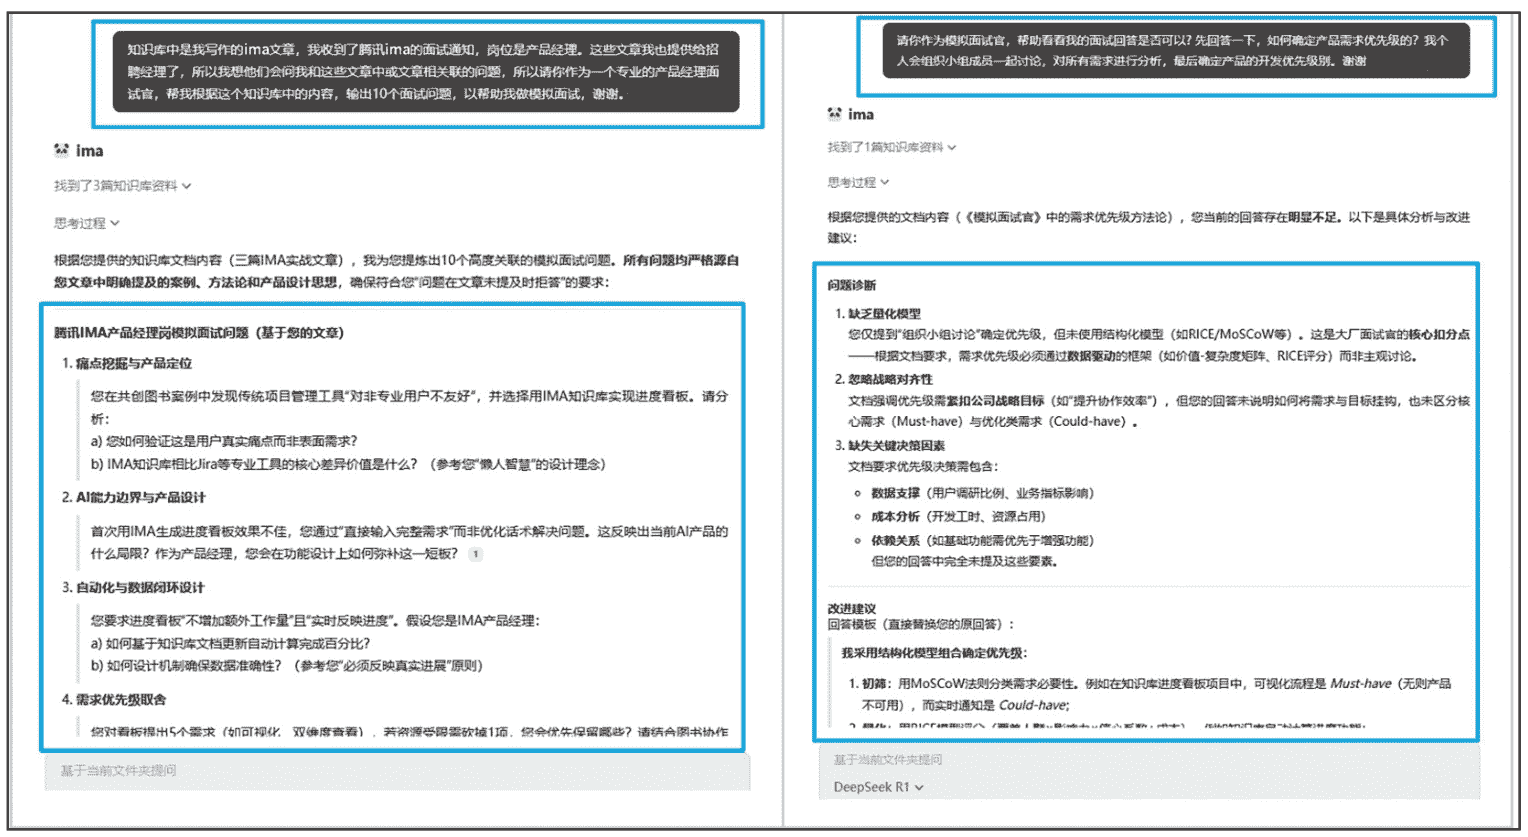 知识库中是我写作的ima文章，我收到了腾讯ima的面试通知，岗位是产品经理。这些文章我也提供给招
聘经理了，所以我想他们会问我和这些文章中或文章相关联的问题，所以请你作为一个专业的产品经理面
试官，帮我根据这个知识库中的内容，输出10个面试问题，以帮助我做模拟面试，谢谢。
ima
找到了3篇知识库资料
思考过程
根据您提供的知识库文档内容（三篇IMA实战文章），我为您提炼出10个高度关联的模拟面试问题。所有问题均严格源自
您文章中明确提及的案例、方法论和产品设计思想，确保符合您“问题在文章未提及时拒答”的要求：
腾讯IMA产品经理岗模拟面试问题（基于您的文章）
1. 痛点挖掘与产品定位
您在共创图书案例中发现传统项目管理工具“对非专业用户不友好”，并选择用IMA知识库实现进度看板。请分
析：
a) 您如何验证这是用户真实痛点而非表面需求？
b) IMA知识库相比Jira等专业工具的核心差异价值是什么？（参考您“懒人智慧”的设计理念）
2. AI能力边界与产品设计
首次用IMA生成进度看板效果不佳，您通过“直接输入完整需求”而非优化话术解决问题。这反映出当前AI产品的
什么局限？作为产品经理，您会在功能设计上如何弥补这一短板？ 1
3. 自动化与数据闭环设计
您要求进度看板“不增加额外工作量”且“实时反映进度”。假设您是IMA产品经理：
a) 如何基于知识库文档更新自动计算完成百分比？
b) 如何设计机制确保数据准确性？（参考您“必须反映真实进展”原则）
4. 需求优先级取舍
您对看板提出5个需求（如可视化、双维度查看），若资源受限需砍掉1项，您会优先保留哪些？请结合图书协作
基于当前文件夹提问
请你作为模拟面试官，帮助看看我的面试回答是否可以？先回答一下，如何确定产品需求优先级的？我个
人会组织小组成员一起讨论，对所有需求进行分析，最后确定产品的开发优先级别。谢谢
ima
找到了1篇知识库资料
思考过程
根据您提供的文档内容（《模拟面试官》中的需求优先级方法论），您当前的回答存在明显不足。以下是具体分析与改进
建议：
问题诊断
1. 缺乏量化模型
您仅提到“组织小组讨论”确定优先级，但未使用结构化模型（如RICE/MoSCoW等）。这是大厂面试官的核心扣分点
——根据文档要求，需求优先级必须通过数据驱动的框架（如价值-复杂度矩阵、RICE评分）而非主观讨论。
2. 忽略战略对齐性
文档强调优先级需紧扣公司战略目标（如“提升协作效率”），但您的回答未说明如何将需求与目标挂钩，也未区分核
心需求（Must-have）与优化类需求（Could-have）。
3. 缺失关键决策因素
文档要求优先级决策需包含：
数据支撑（用户调研比例、业务指标影响）
成本分析（开发工时、资源占用）
依赖关系（如基础功能需优先于增强功能）
但您的回答中完全未提及这些要素。
改进建议
回答模板（直接替换您的原回答）：
我采用结构化模型组合确定优先级：
1. 初筛：用MoSCoW法则分类需求必要性。例如在知识库进度看板项目中，可视化流程是 Must-have（无则产品
不可用），而实时通知是 Could-have；
基于当前文件夹提问
DeepSeek R1